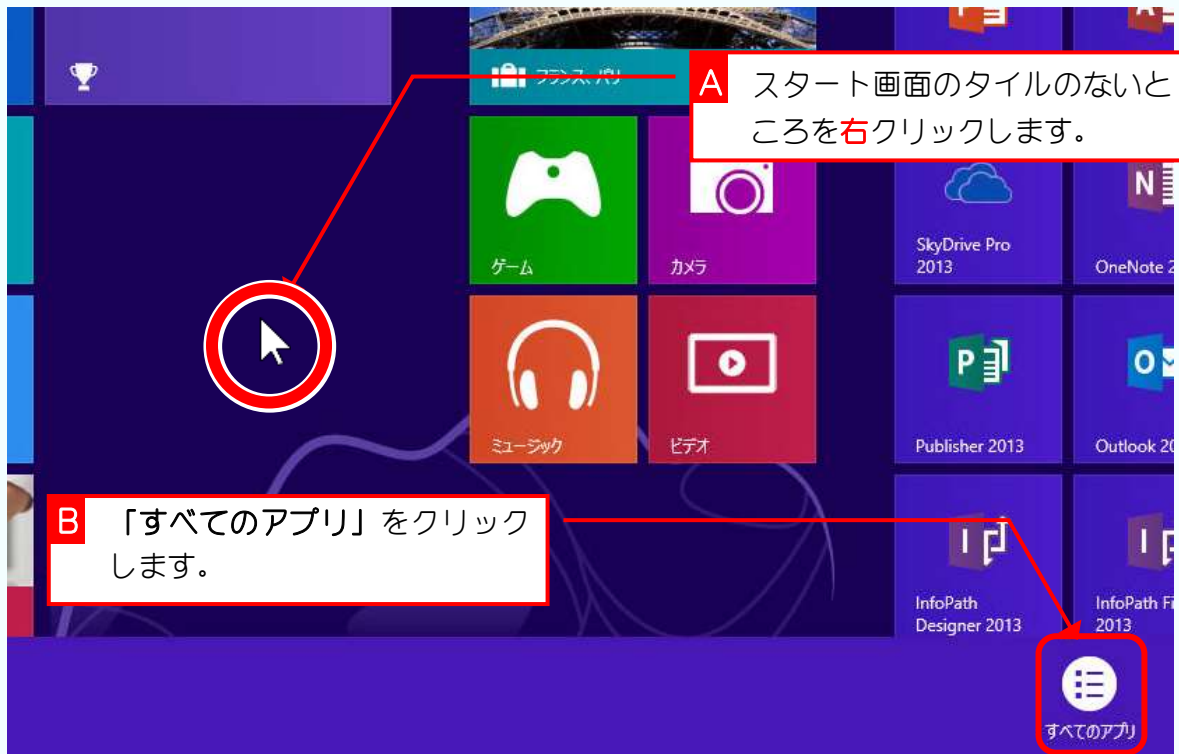 フランス、パリ
A スタート画面のタイルのないと
ころを右クリックします。
ゲーム
カメラ
SkyDrive Pro
2013
OneNote 2
ミュージック
ビデオ
Publisher 2013
Outlook 20
B 「すべてのアプリ」をクリック
します。
InfoPath
Designer 2013
InfoPath Fi
2013
すべてのアプリ